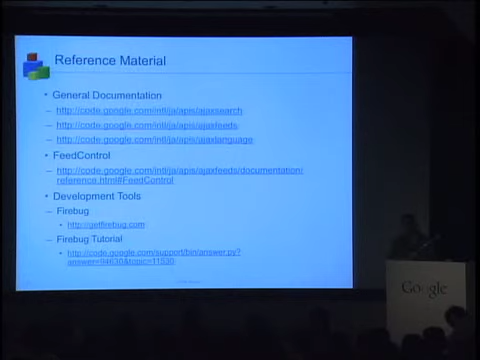 Reference Material
• General Documentation
– http://code.google.com/intl/ja/apis/ajaxsearch
– http://code.google.com/intl/ja/apis/ajaxfeeds
– http://code.google.com/intl/ja/apis/ajaxlanguage
• FeedControl
– http://code.google.com/intl/ja/apis/ajaxfeeds/documentation/
reference.html#FeedControl
• Development Tools
– Firebug
• http://getfirebug.com
– Firebug Tutorial
• http://code.google.com/support/bin/answer.py?
answer=94630&topic=11530
Google